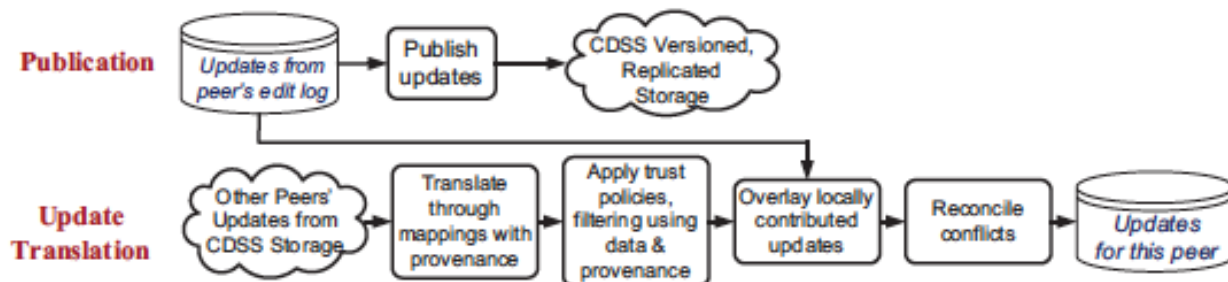 Publication
Updates from
peer's edit log
Publish
updates
CDSS Versioned,
Replicated
Storage
Update
Translation
Other Peers'
Updates from
CDSS Storage
Translate
through
mappings with
provenance
Apply trust
policies,
filtering using
data &
provenance
Overlay locally
contributed
updates
Reconcile
conflicts
Updates
for this peer